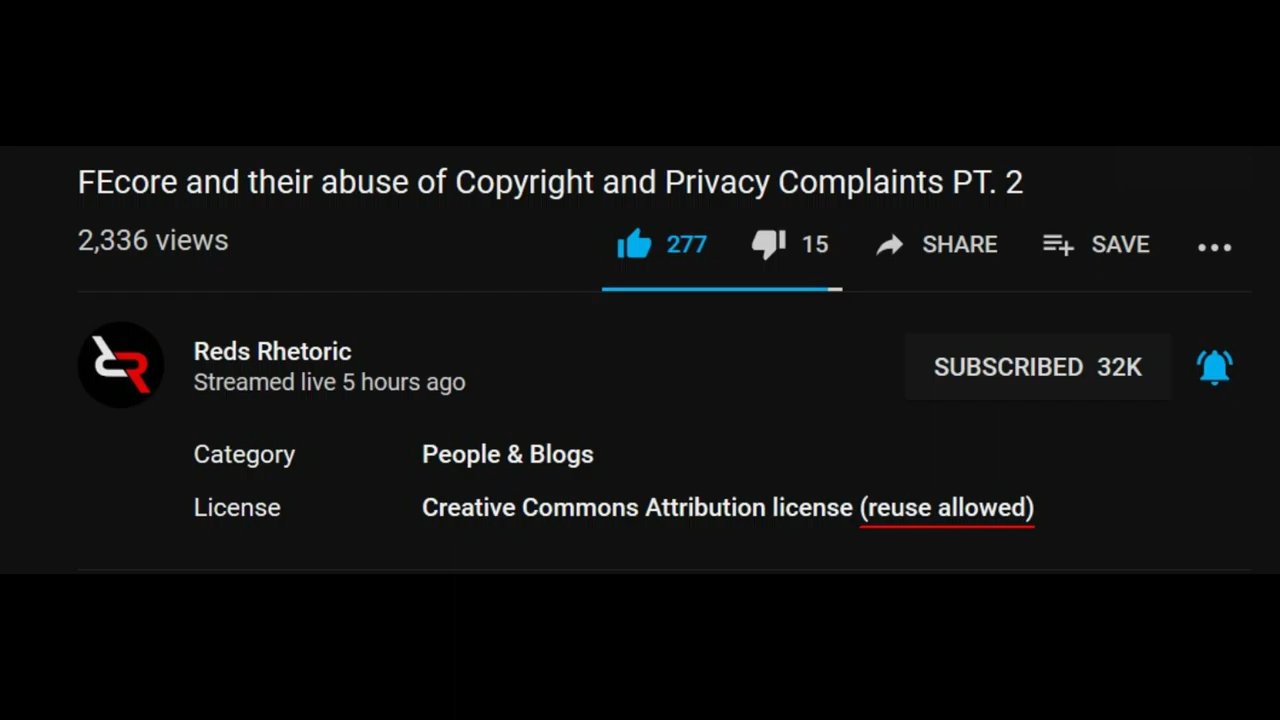 FEcore and their abuse of Copyright and Privacy Complaints PT. 2
2,336 views
277 15 SHARE SAVE
Reds Rhetoric
Streamed live 5 hours ago
SUBSCRIBED 32K
Category People & Blogs
License Creative Commons Attribution license (reuse allowed)